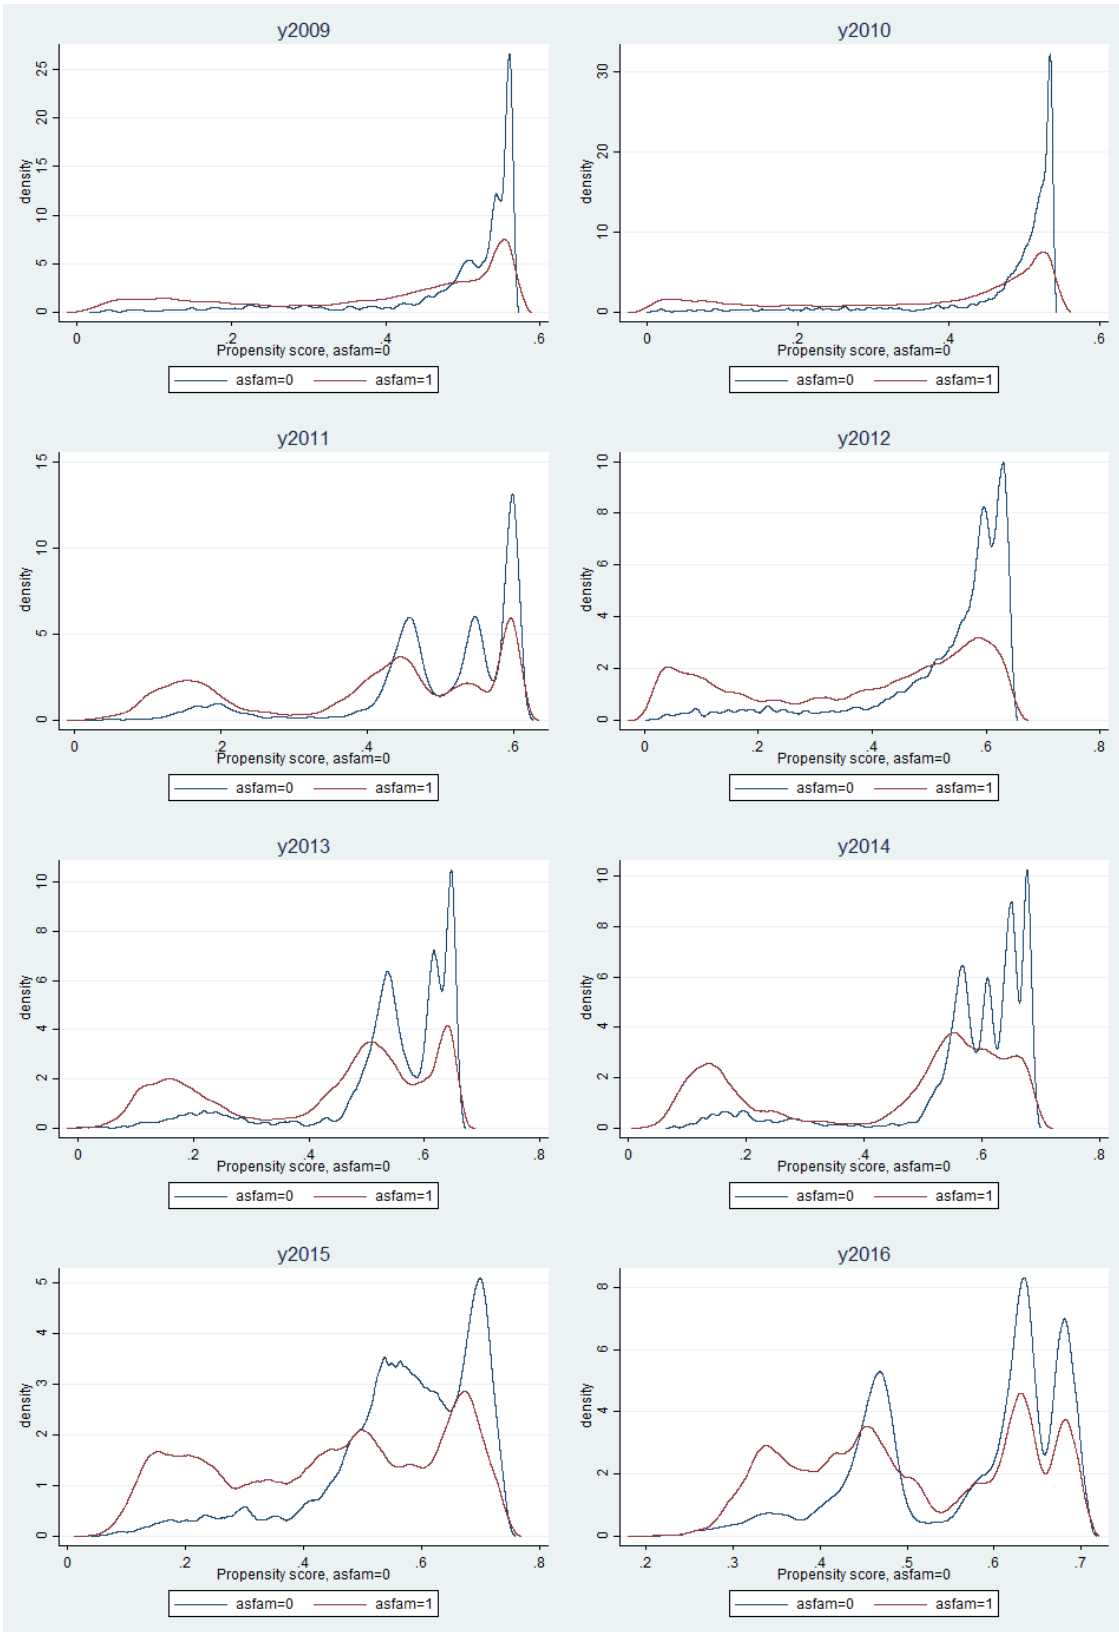 y2009
density
0 5 10 15 20 25
0 .2 .4 .6
Propensity score, asfam=0
asfam=0 asfam=1
y2010
density
0 10 20 30
0 .2 .4 .6
Propensity score, asfam=0
asfam=0 asfam=1
y2011
density
0 5 10 15
0 .2 .4 .6
Propensity score, asfam=0
asfam=0 asfam=1
y2012
density
0 2 4 6 8 10
0 .2 .4 .6 .8
Propensity score, asfam=0
asfam=0 asfam=1
y2013
density
0 2 4 6 8 10
0 .2 .4 .6 .8
Propensity score, asfam=0
asfam=0 asfam=1
y2014
density
0 2 4 6 8 10
0 .2 .4 .6 .8
Propensity score, asfam=0
asfam=0 asfam=1
y2015
density
0 1 2 3 4 5
0 .2 .4 .6 .8
Propensity score, asfam=0
asfam=0 asfam=1
y2016
density
0 2 4 6 8
.2 .3 .4 .5 .6 .7
Propensity score, asfam=0
asfam=0 asfam=1